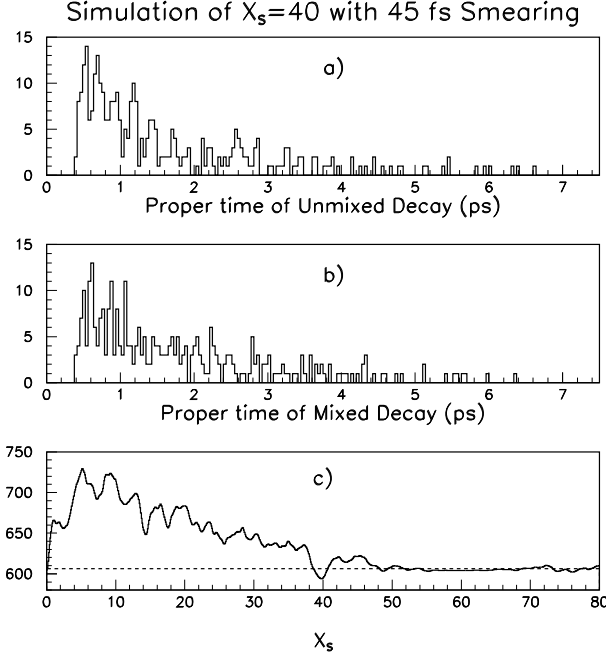 Simulation of Xs=40 with 45 fs Smearing
15
10
5
0
a)
0 1 2 3 4 5 6 7
Proper time of Unmixed Decay (ps)
15
10
5
0
b)
0 1 2 3 4 5 6 7
Proper time of Mixed Decay (ps)
750
700
650
600
c)
0 10 20 30 40 50 60 70 80
Xs